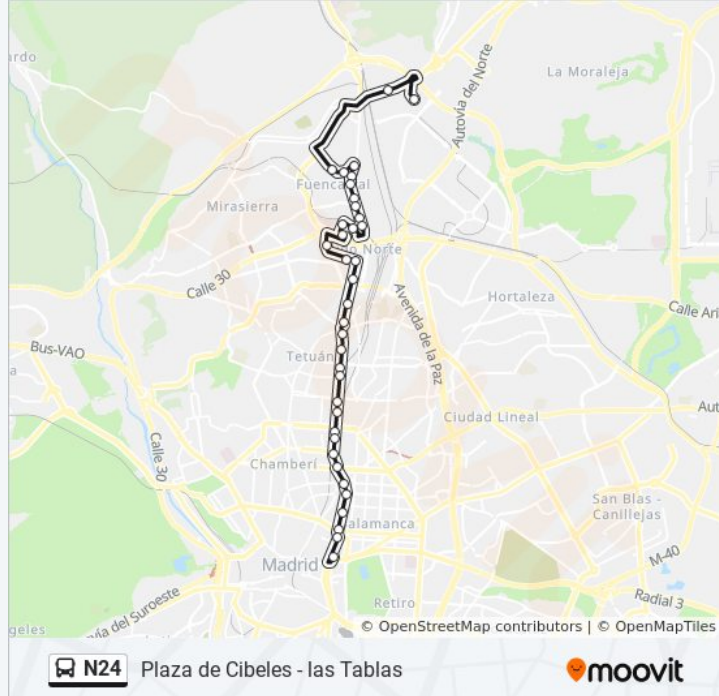 ardo
La Moraleja
Autovía del Norte
Fuencarral
Mirasierra
o Norte
Calle 30
Hortaleza
Calle Ari
Avenida de la Paz
Bus-VAO
Tetuán
a
Aut
Ciudad Lineal
Calle 30
Chamberí
San Blas -
Canillejas
alamanca
M-40
Madrid
Radial 3
Retiro
vía del Suroeste
geles
© OpenStreetMap contributors | © OpenMapTiles
N24 Plaza de Cibeles - las Tablas
moovit